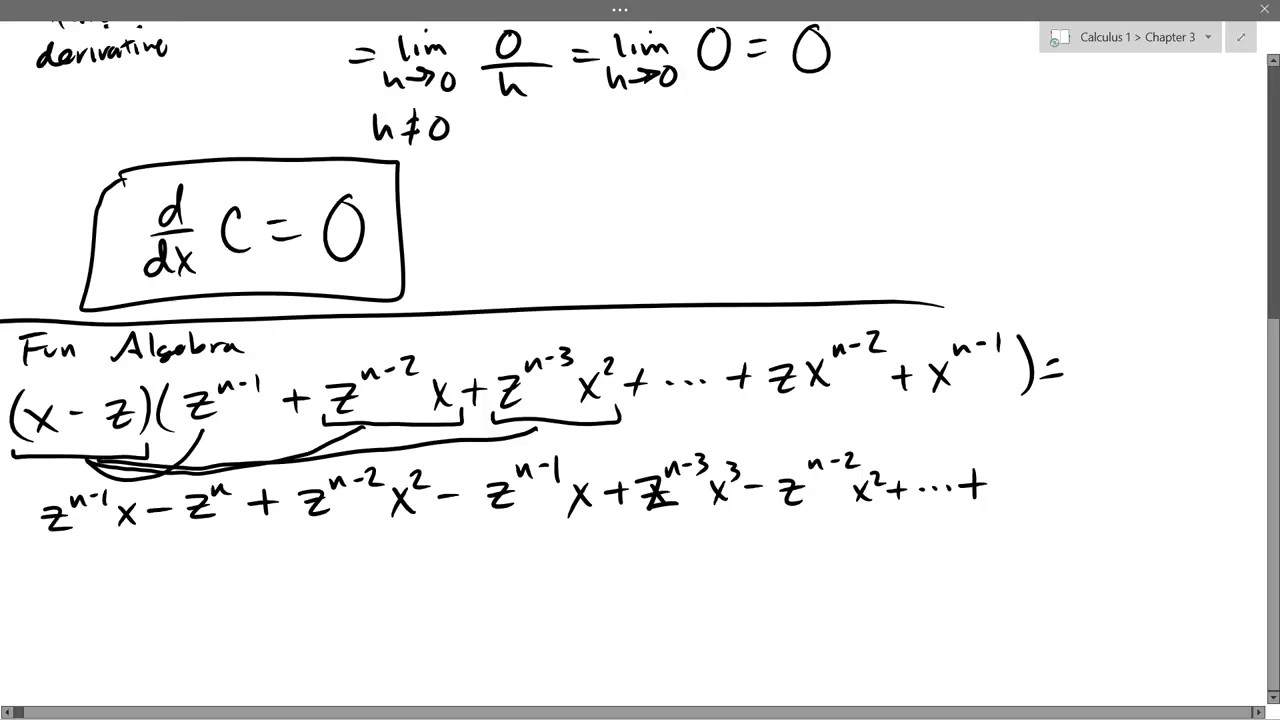 Calculus 1 > Chapter 3
derivative
= lim h→0 0/h = lim h→0 0 = 0
h ≠ 0
d/dx C = 0
Fun Algebra
(x - z)(z^{n-1} + z^{n-2} x + z^{n-3} x^2 + ... + z x^{n-2} + x^{n-1}) =
z^{n-1} x - z^n + z^{n-2} x^2 - z^{n-1} x + z^{n-3} x^3 - z^{n-2} x^2 + ... +